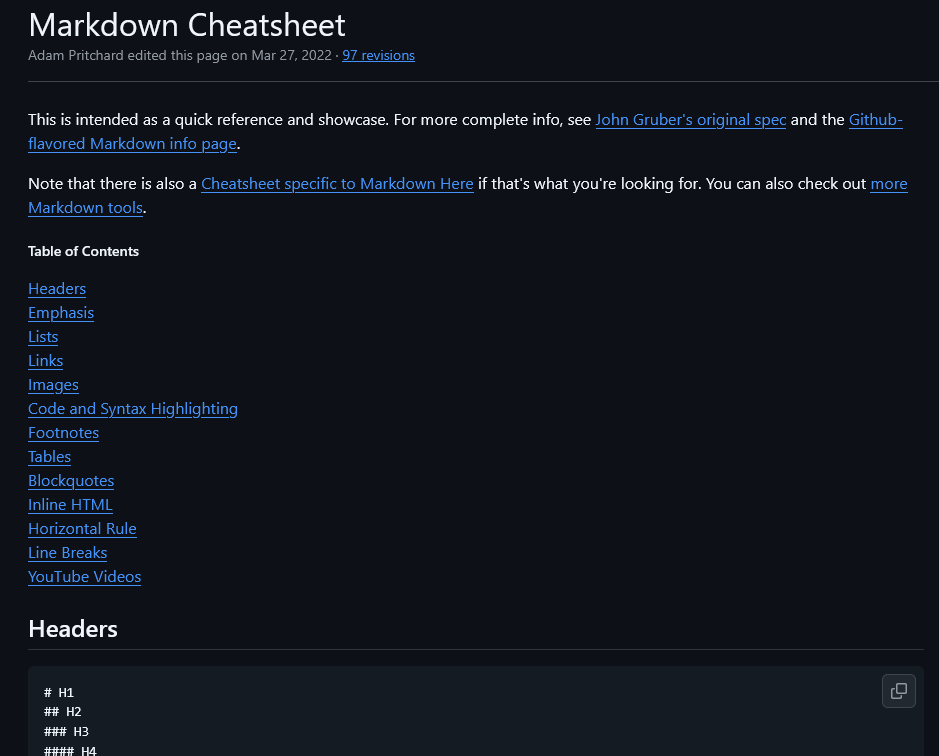 Markdown Cheatsheet
Adam Pritchard edited this page on Mar 27, 2022 · 97 revisions
This is intended as a quick reference and showcase. For more complete info, see John Gruber's original spec and the Github-
flavored Markdown info page.
Note that there is also a Cheatsheet specific to Markdown Here if that's what you're looking for. You can also check out more
Markdown tools.
Table of Contents
Headers
Emphasis
Lists
Links
Images
Code and Syntax Highlighting
Footnotes
Tables
Blockquotes
Inline HTML
Horizontal Rule
Line Breaks
YouTube Videos
Headers
# H1
## H2
### H3
#### H4